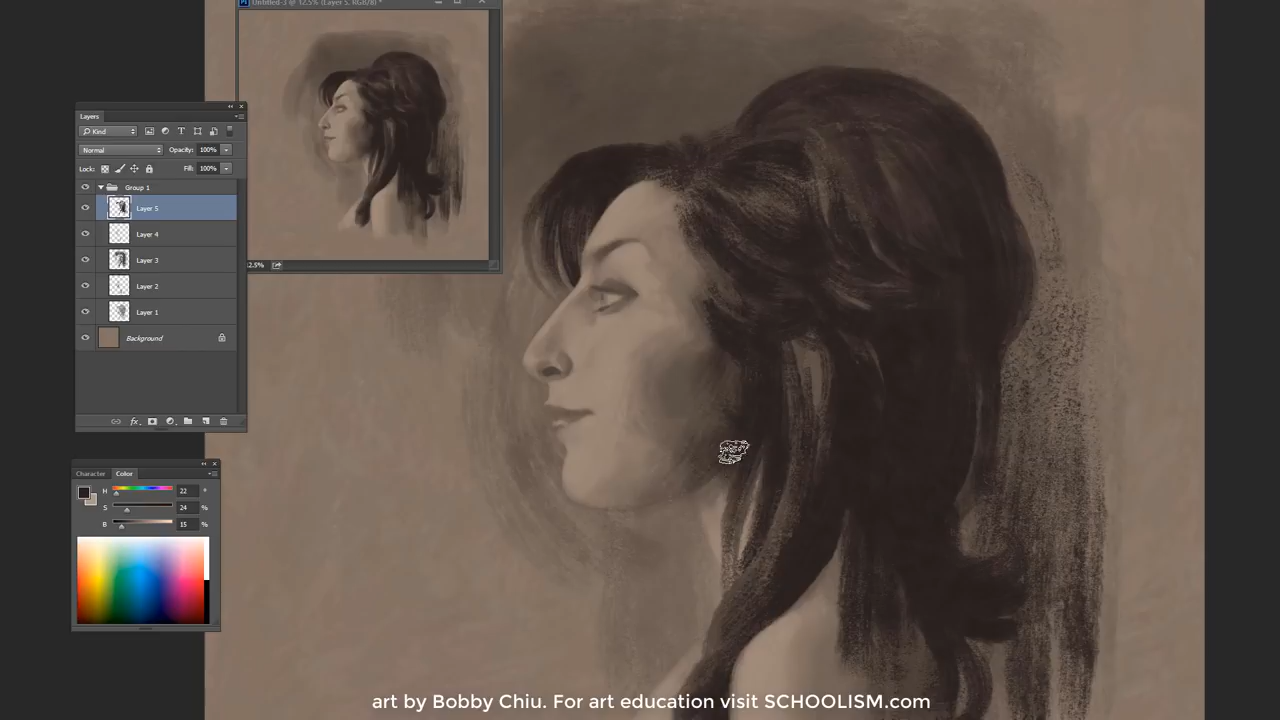 Untitled-3 @ 12.5% (Layer 5, RGB/8) *
Layers
Kind
Normal
Opacity: 100%
Lock:
Fill: 100%
Group 1
Layer 5
Layer 4
Layer 3
Layer 2
Layer 1
Background
fx
2.5%
Character
Color
H 22 °
S 24 %
B 15 %
art by Bobby Chiu. For art education visit SCHOOLISM.com